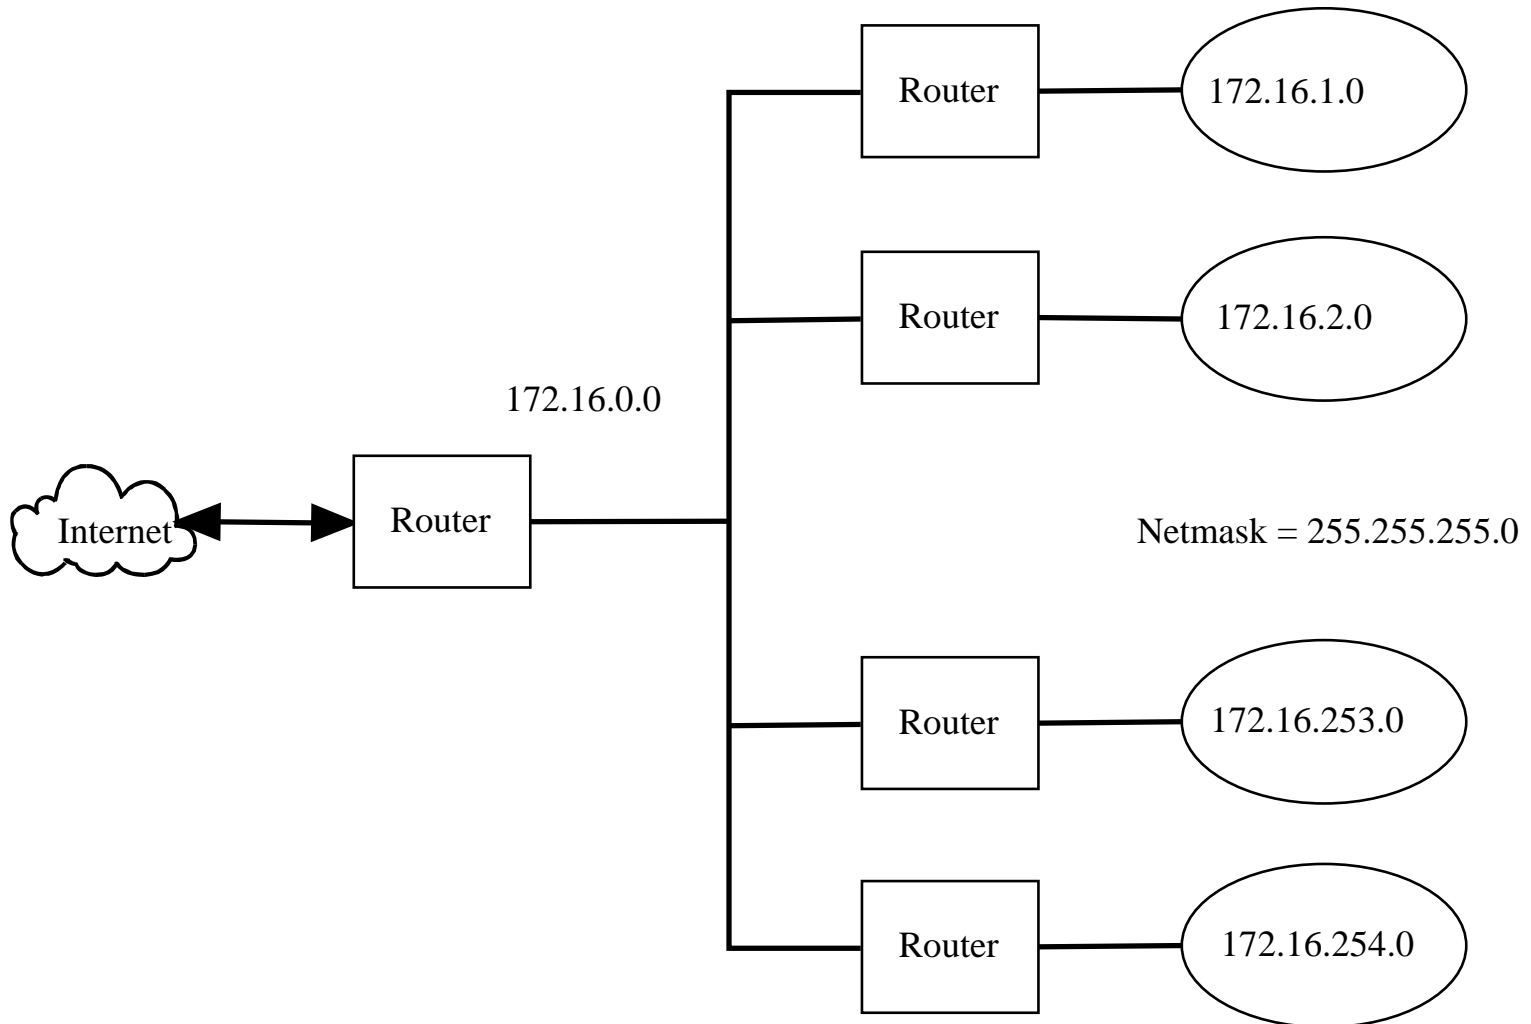 Router
172.16.1.0
Router
172.16.2.0
172.16.0.0
Internet
Router
Netmask = 255.255.255.0
Router
172.16.253.0
Router
172.16.254.0